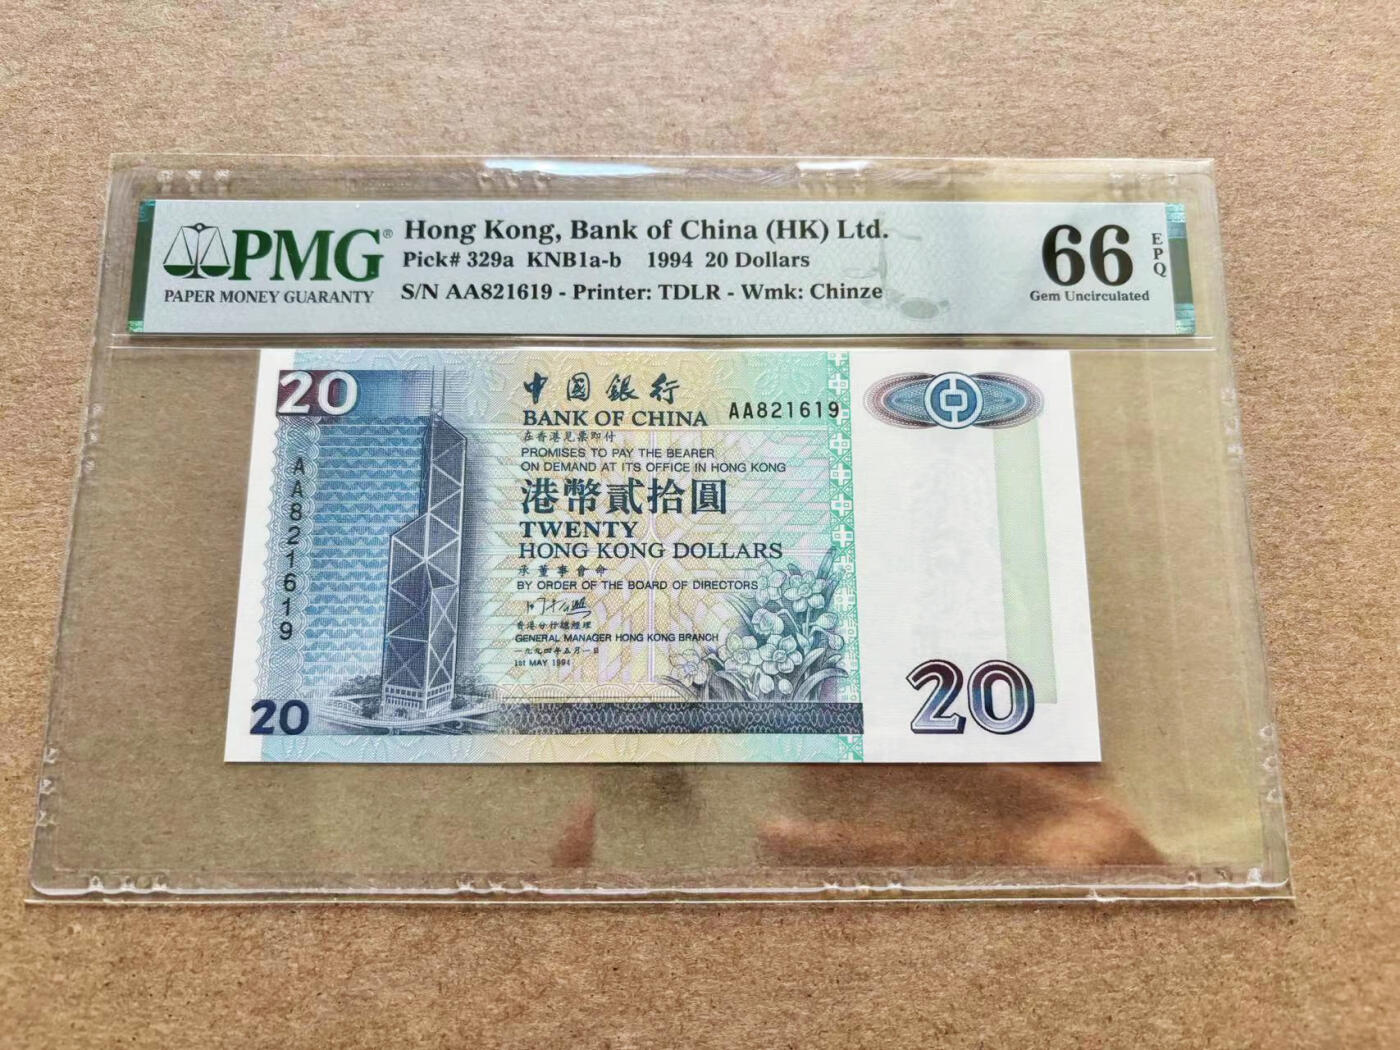 PMG®
PAPER MONEY GUARANTY
Hong Kong, Bank of China (HK) Ltd.
Pick# 329a KNB1a-b 1994 20 Dollars
S/N AA821619 - Printer: TDLR - Wmk: Chinze
66
EPQ
Gem Uncirculated
20
中國銀行
BANK OF CHINA
AA821619
在香港見票即付
PROMISES TO PAY THE BEARER
ON DEMAND AT ITS OFFICE IN HONG KONG
港幣貳拾圓
TWENTY
HONG KONG DOLLARS
承董事會命
BY ORDER OF THE BOARD OF DIRECTORS
香港分行總經理
GENERAL MANAGER HONG KONG BRANCH
一九九四年五月一日
1st MAY 1994
AA821619
20
20